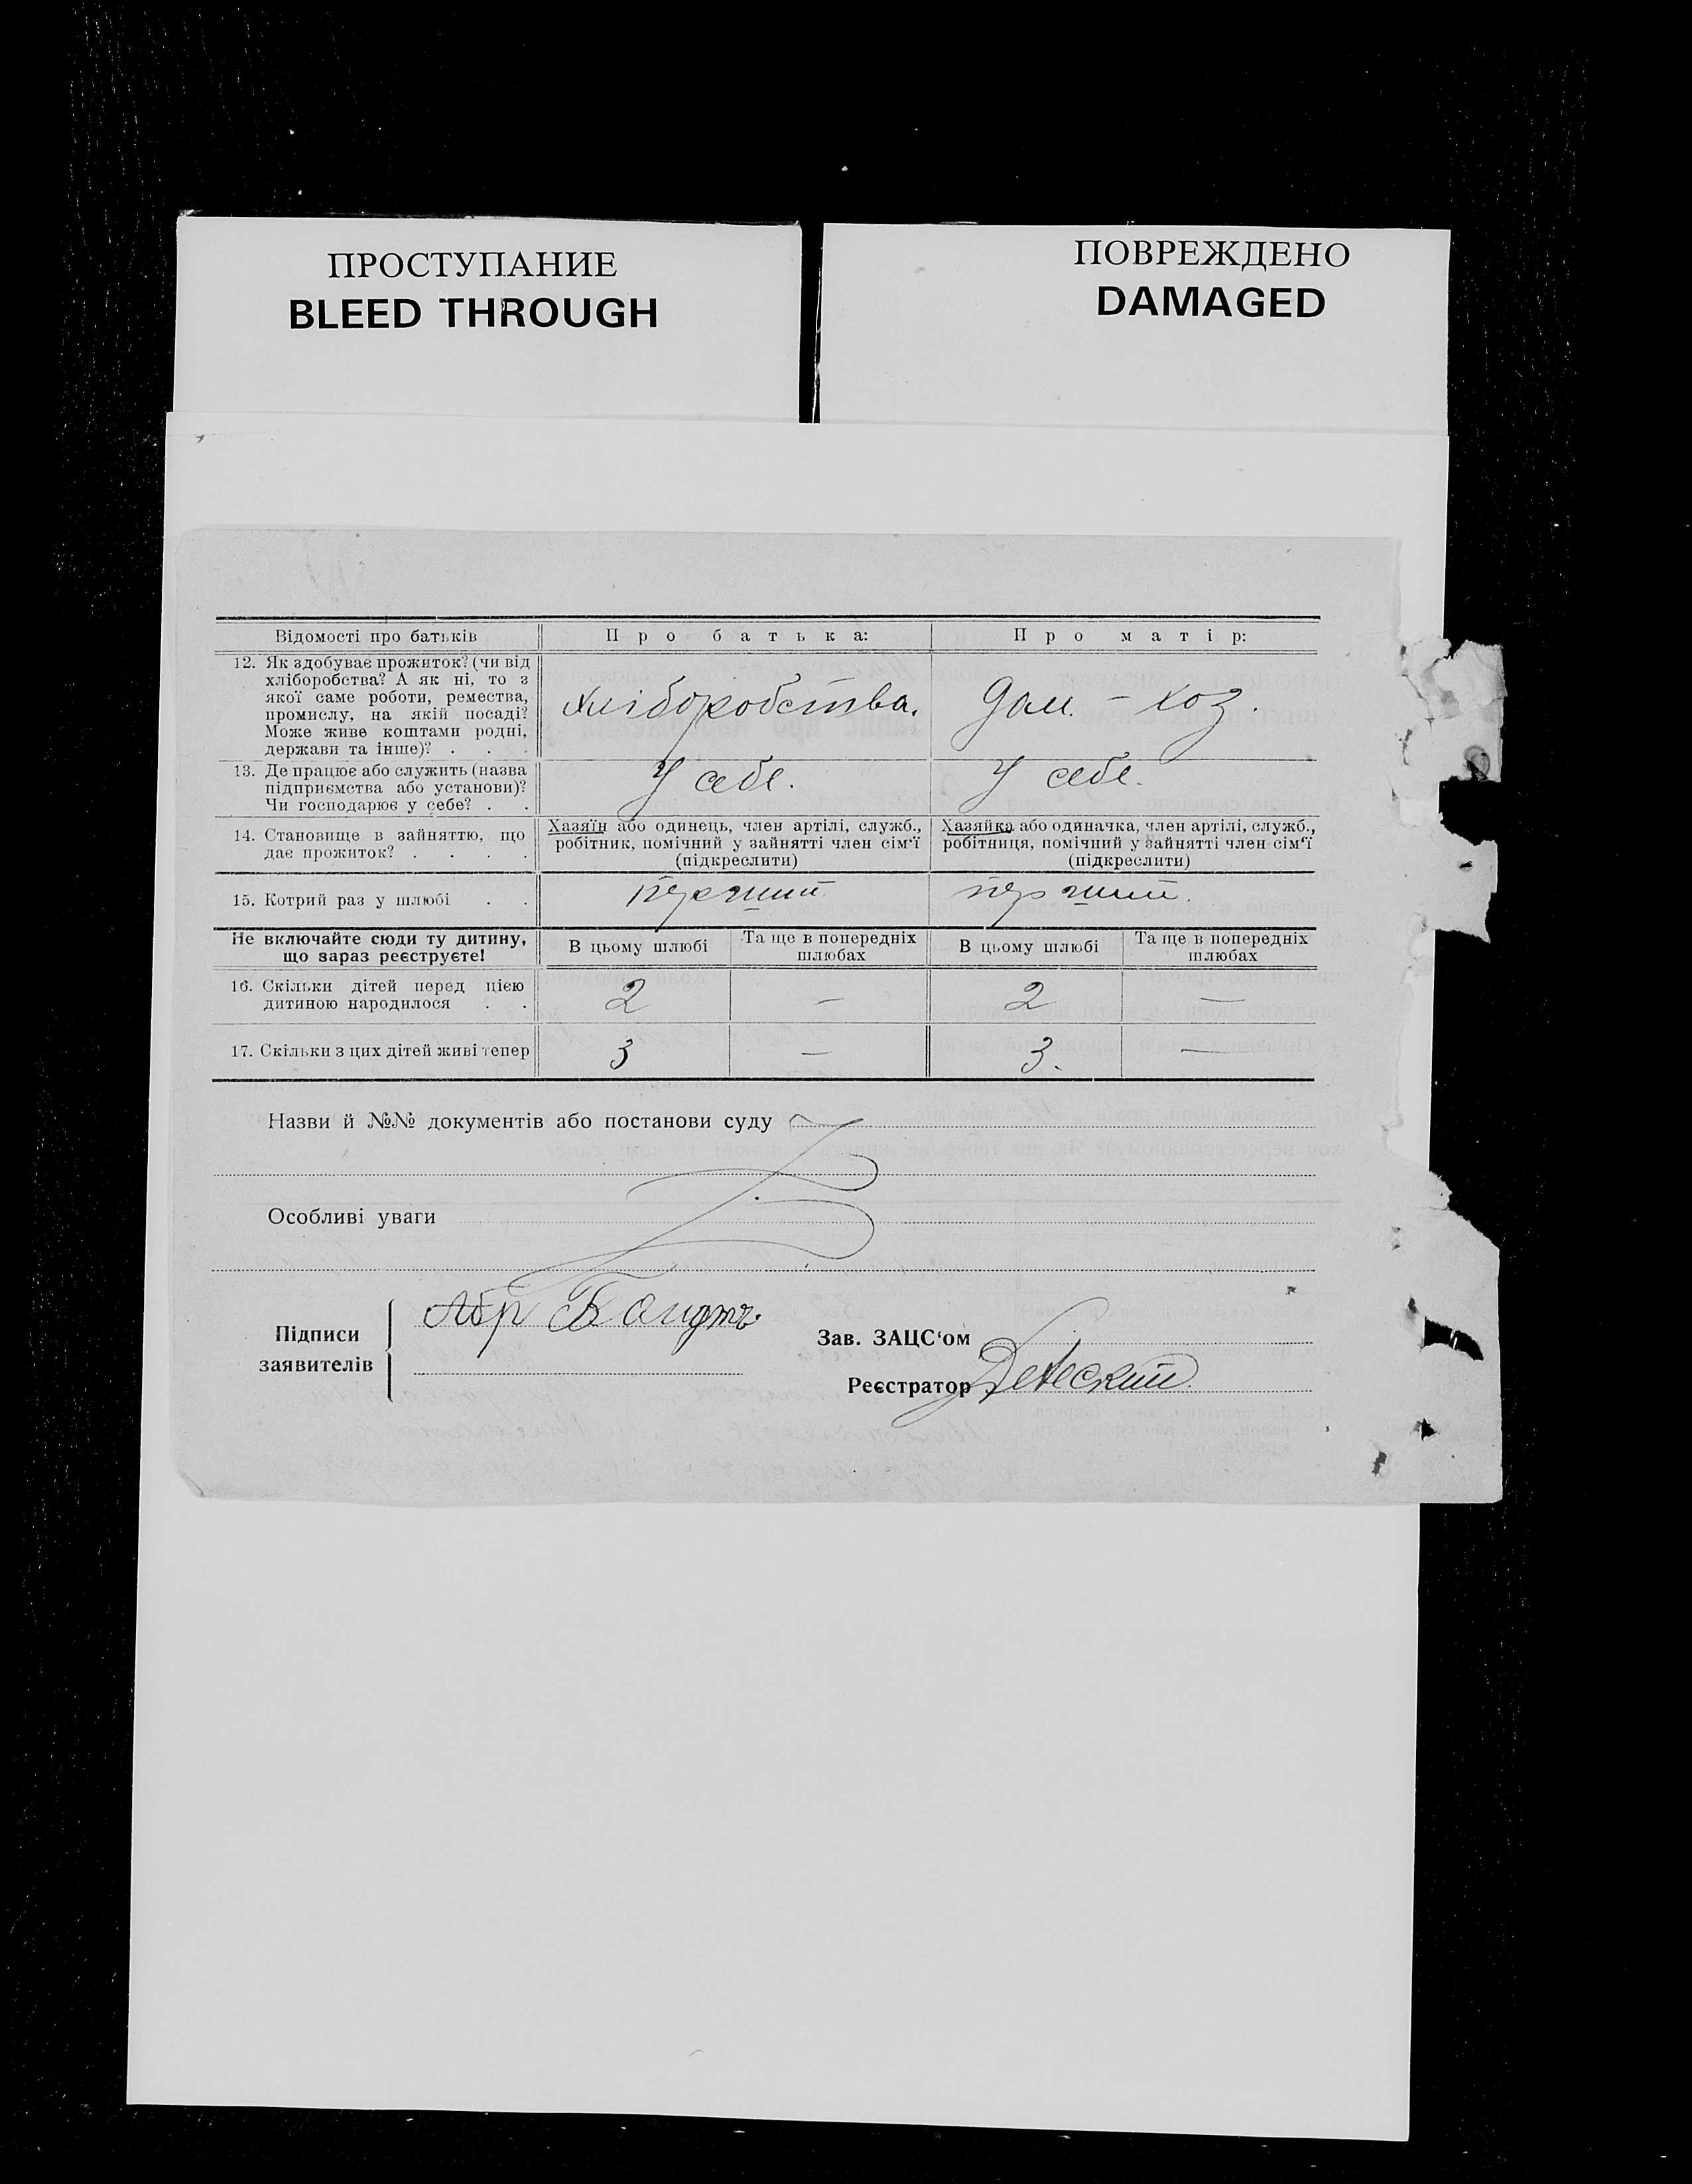 ПРОСТУПАНИЕ
BLEED THROUGH
ПОВРЕЖДЕНО
DAMAGED
Відомості про батьків
Про батька:
Про матір:
12. Як здобуває прожиток? (чи від
хліборобства? А як ні, то з
якої саме роботи, ремества,
промислу, на якій посаді?
Може живе коштами родні,
держави та інше)? . . .
Хліборобства.
Дом. - хоз.
13. Де працює або служить (назва
підприємства або установи)?
Чи господарює у себе? . .
У себе.
У себе.
14. Становище в зайняттю, що
дає прожиток? . . . .
Хазяїн або одинець, член артілі, служб.,
робітник, помічний у зайнятті член сім'ї
(підкреслити)
Хазяйка або одиначка, член артілі, служб.,
робітниця, помічний у зайнятті член сім'ї
(підкреслити)
15. Котрий раз у шлюбі . .
Перший
перший.
Не включайте сюди ту дитину,
що зараз реєструєте!
В цьому шлюбі
Та ще в попередніх
шлюбах
В цьому шлюбі
Та ще в попередніх
шлюбах
16. Скільки дітей перед цією
дитиною народилося . .
2
—
2
—
17. Скільки з цих дітей живі тепер
3
—
3.
—
Назви й №№ документів або постанови суду
Особливі уваги
Підписи
заявителів
Абр
Зав. ЗАЦС'ом
Реєстратор